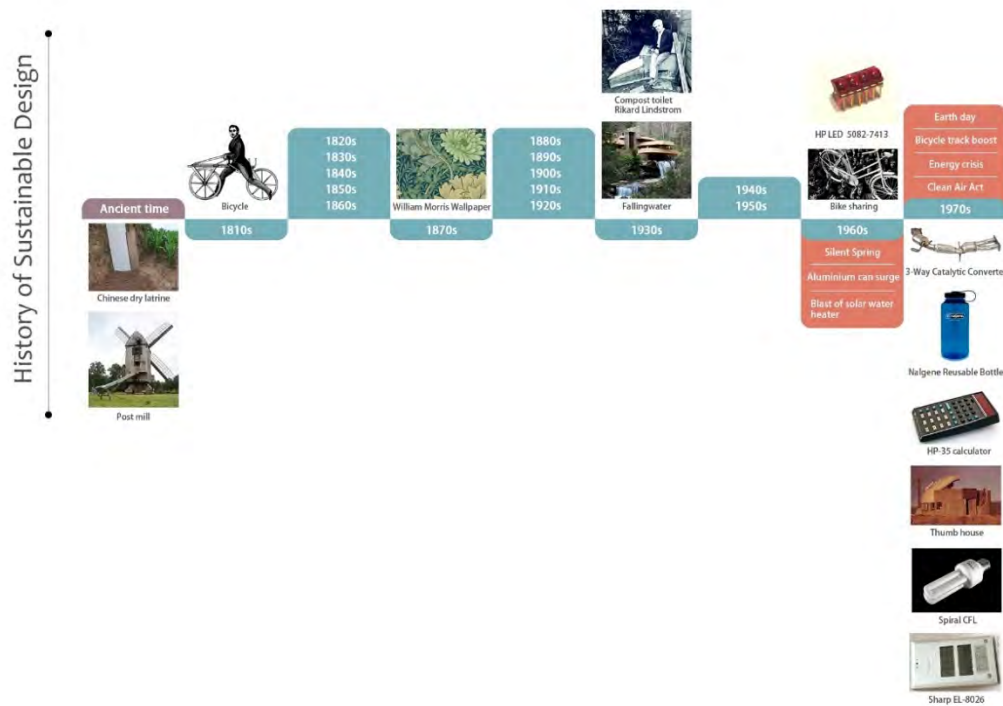 History of Sustainable Design
Ancient time
Chinese dry latrine
Post mill
Bicycle
1810s
1820s
1830s
1840s
1850s
1860s
William Morris Wallpaper
1870s
1880s
1890s
1900s
1910s
1920s
Compost toilet
Rikard Lindstrom
Fallingwater
1930s
1940s
1950s
HP LED 5082-7413
Bike sharing
1960s
Silent Spring
Aluminium can surge
Blast of solar water
heater
Earth day
Bicycle track boost
Energy crisis
Clean Air Act
1970s
3-Way Catalytic Converte
Nalgene Reusable Bottle
HP-35 calculator
Thumb house
Spiral CFL
Sharp EL-8026